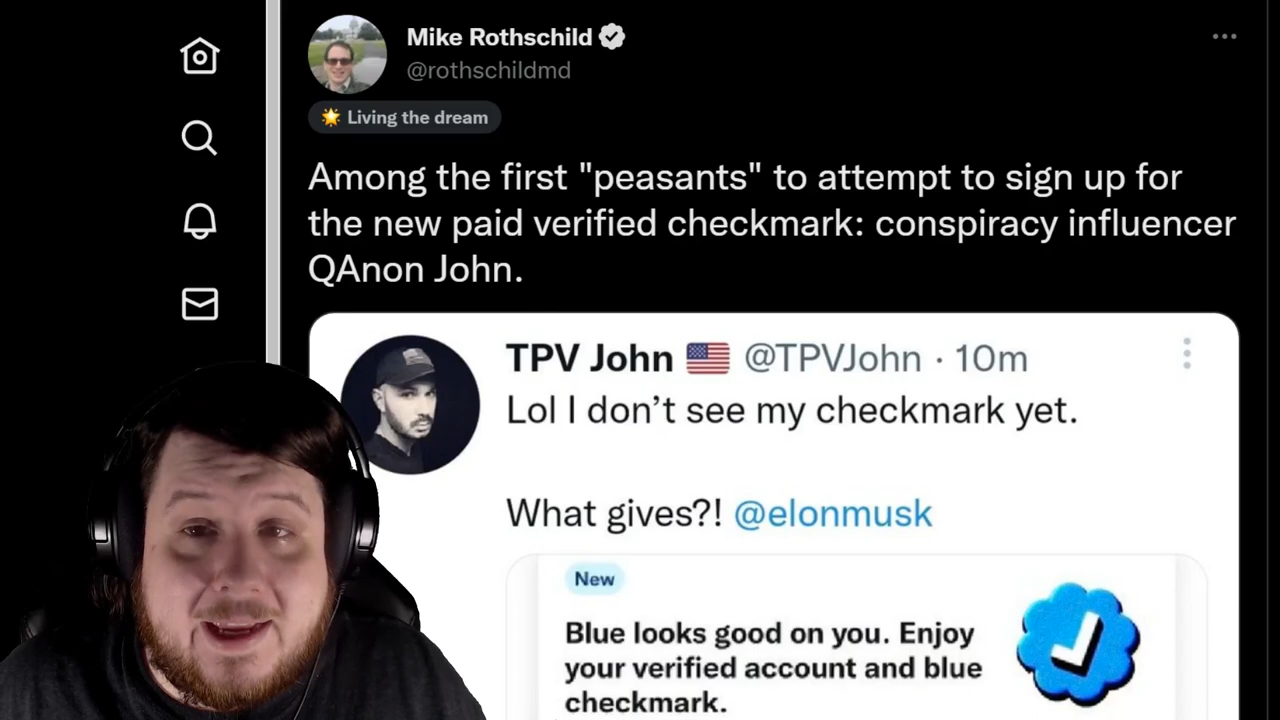 Mike Rothschild
@rothschildmd
🌟 Living the dream
Among the first "peasants" to attempt to sign up for
the new paid verified checkmark: conspiracy influencer
QAnon John.
TPV John 🇺🇸 @TPVJohn · 10m
Lol I don’t see my checkmark yet.
What gives?! @elonmusk
New
Blue looks good on you. Enjoy
your verified account and blue
checkmark.